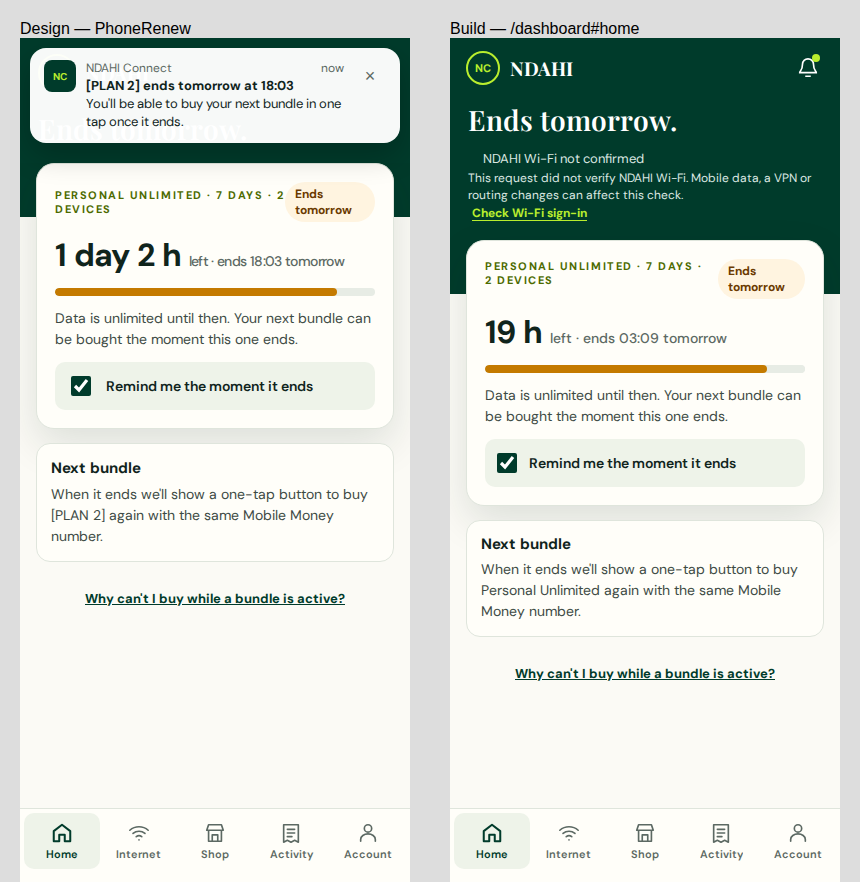 Design — PhoneRenew
NC
NDAHI Connect
now
×
[PLAN 2] ends tomorrow at 18:03
You'll be able to buy your next bundle in one
tap once it ends.
Ends tomorrow.
PERSONAL UNLIMITED · 7 DAYS · 2
DEVICES
Ends
tomorrow
1 day 2 h left · ends 18:03 tomorrow
Data is unlimited until then. Your next bundle can
be bought the moment this one ends.
Remind me the moment it ends
Next bundle
When it ends we'll show a one-tap button to buy
[PLAN 2] again with the same Mobile Money
number.
Why can't I buy while a bundle is active?
Home
Internet
Shop
Activity
Account
Build — /dashboard#home
NC
NDAHI
Ends tomorrow.
NDAHI Wi-Fi not confirmed
This request did not verify NDAHI Wi-Fi. Mobile data, a VPN or
routing changes can affect this check.
Check Wi-Fi sign-in
PERSONAL UNLIMITED · 7 DAYS ·
2 DEVICES
Ends
tomorrow
19 h left · ends 03:09 tomorrow
Data is unlimited until then. Your next bundle can
be bought the moment this one ends.
Remind me the moment it ends
Next bundle
When it ends we'll show a one-tap button to buy
Personal Unlimited again with the same Mobile
Money number.
Why can't I buy while a bundle is active?
Home
Internet
Shop
Activity
Account